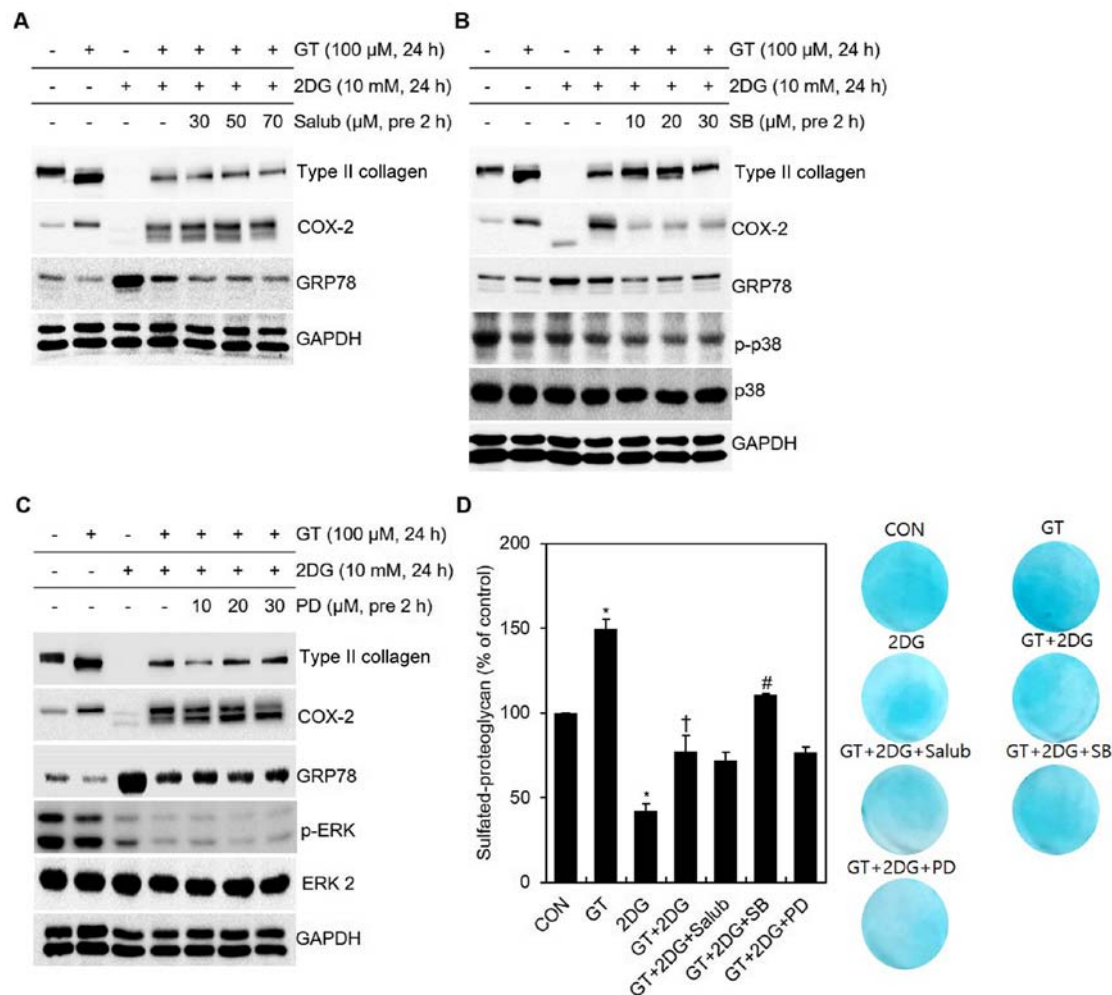 A
- + - + + + + GT (100 µM, 24 h)
- - + + + + + 2DG (10 mM, 24 h)
- - - - 30 50 70 Salub (µM, pre 2 h)
Type II collagen
COX-2
GRP78
GAPDH
B
- + - + + + + GT (100 µM, 24 h)
- - + + + + + 2DG (10 mM, 24 h)
- - - - 10 20 30 SB (µM, pre 2 h)
Type II collagen
COX-2
GRP78
p-p38
p38
GAPDH
C
- + - + + + + GT (100 µM, 24 h)
- - + + + + + 2DG (10 mM, 24 h)
- - - - 10 20 30 PD (µM, pre 2 h)
Type II collagen
COX-2
GRP78
p-ERK
ERK 2
GAPDH
D
Sulfated-proteoglycan (% of control)
200
150
100
50
0
*
*
†
#
CON
GT
2DG
GT+2DG
GT+2DG+Salub
GT+2DG+SB
GT+2DG+PD
CON GT
2DG GT+2DG
GT+2DG+Salub GT+2DG+SB
GT+2DG+PD